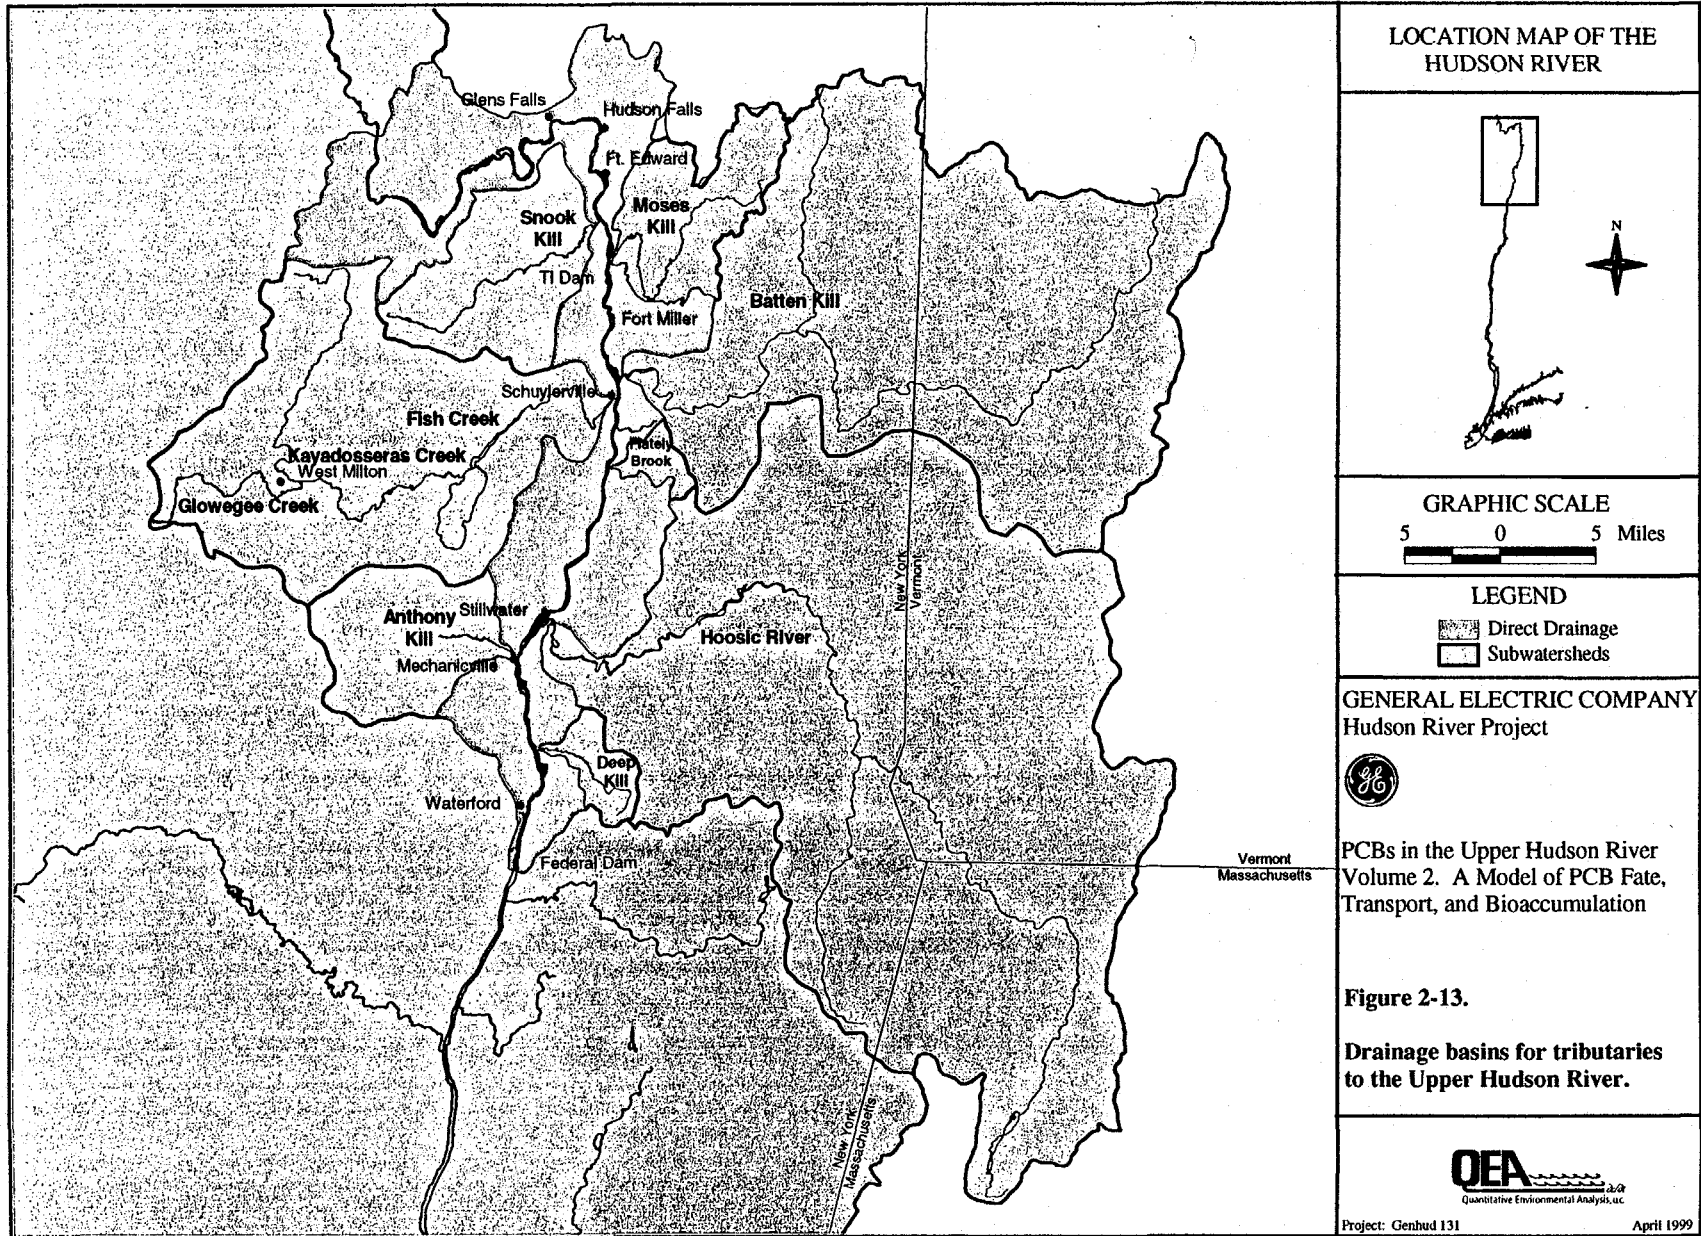 Glens Falls
Hudson Falls
Ft. Edward
Snook
Kill
Moses
Kill
TI Dam
Batten Kill
Fort Miller
Schuylerville
Fish Creek
Flately
Brook
Kayadosseras Creek
West Milton
Glowegee Creek
New York
Vermont
Anthony
Kill
Stillwater
Hoosic River
Mechanicville
Deep
Kill
Waterford
Federal Dam
Vermont
Massachusetts
New York
Massachusetts
LOCATION MAP OF THE
HUDSON RIVER
N
GRAPHIC SCALE
5 0 5 Miles
LEGEND
Direct Drainage
Subwatersheds
GENERAL ELECTRIC COMPANY
Hudson River Project
GE
PCBs in the Upper Hudson River
Volume 2. A Model of PCB Fate,
Transport, and Bioaccumulation
Figure 2-13.
Drainage basins for tributaries
to the Upper Hudson River.
QEA
Quantitative Environmental Analysis, LLC
Project: Genhud 131 April 1999